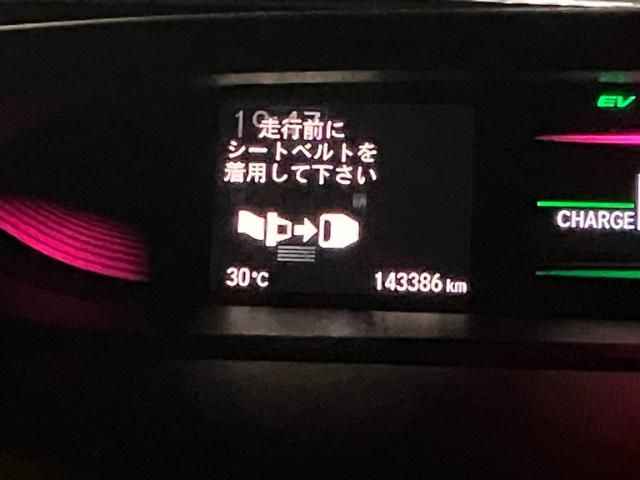 EV
走行前に
シートベルトを
着用して下さい
CHARGE
30℃
143386 km